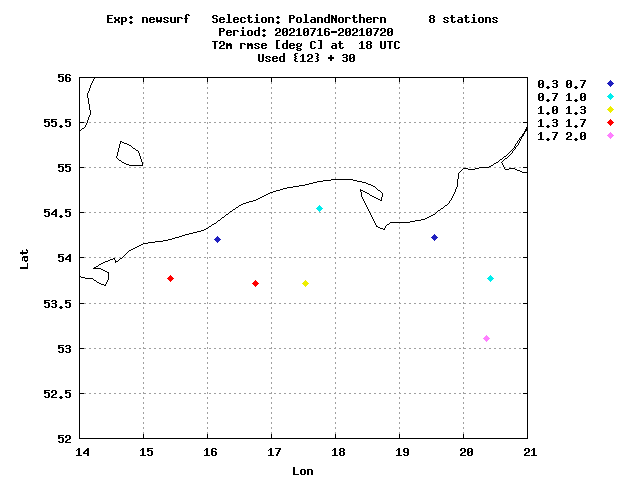 Exp: newsurf   Selection: PolandNorthern      8 stations
Period: 20210716-20210720
T2m rmse [deg C] at  18 UTC
Used {12} + 30
56
55.5
55
54.5
54
53.5
53
52.5
52
Lat
14 15 16 17 18 19 20 21
Lon
0.3 0.7
0.7 1.0
1.0 1.3
1.3 1.7
1.7 2.0